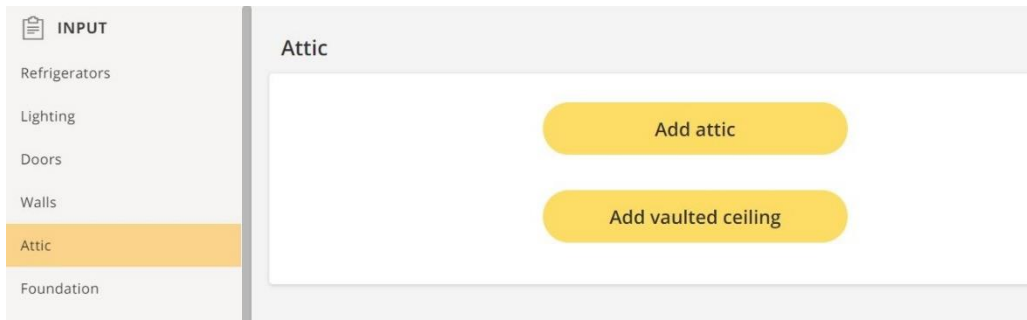 INPUT
Refrigerators
Lighting
Doors
Walls
Attic
Foundation
Attic
Add attic
Add vaulted ceiling